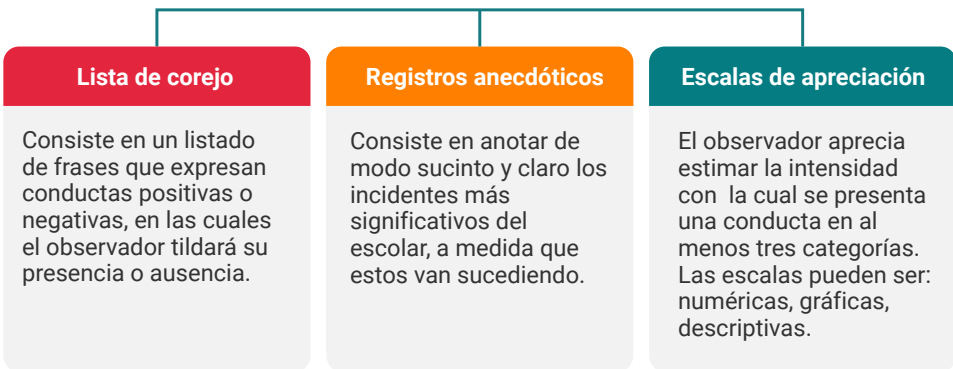 Lista de corejo
Consiste en un listado
de frases que expresan
conductas positivas o
negativas, en las cuales
el observador tildará su
presencia o ausencia.
Registros anecdóticos
Consiste en anotar de
modo sucinto y claro los
incidentes más
significativos del
escolar, a medida que
estos van sucediendo.
Escalas de apreciación
El observador aprecia
estimar la intensidad
con  la cual se presenta
una conducta en al
menos tres categorías.
Las escalas pueden ser:
numéricas, gráficas,
descriptivas.